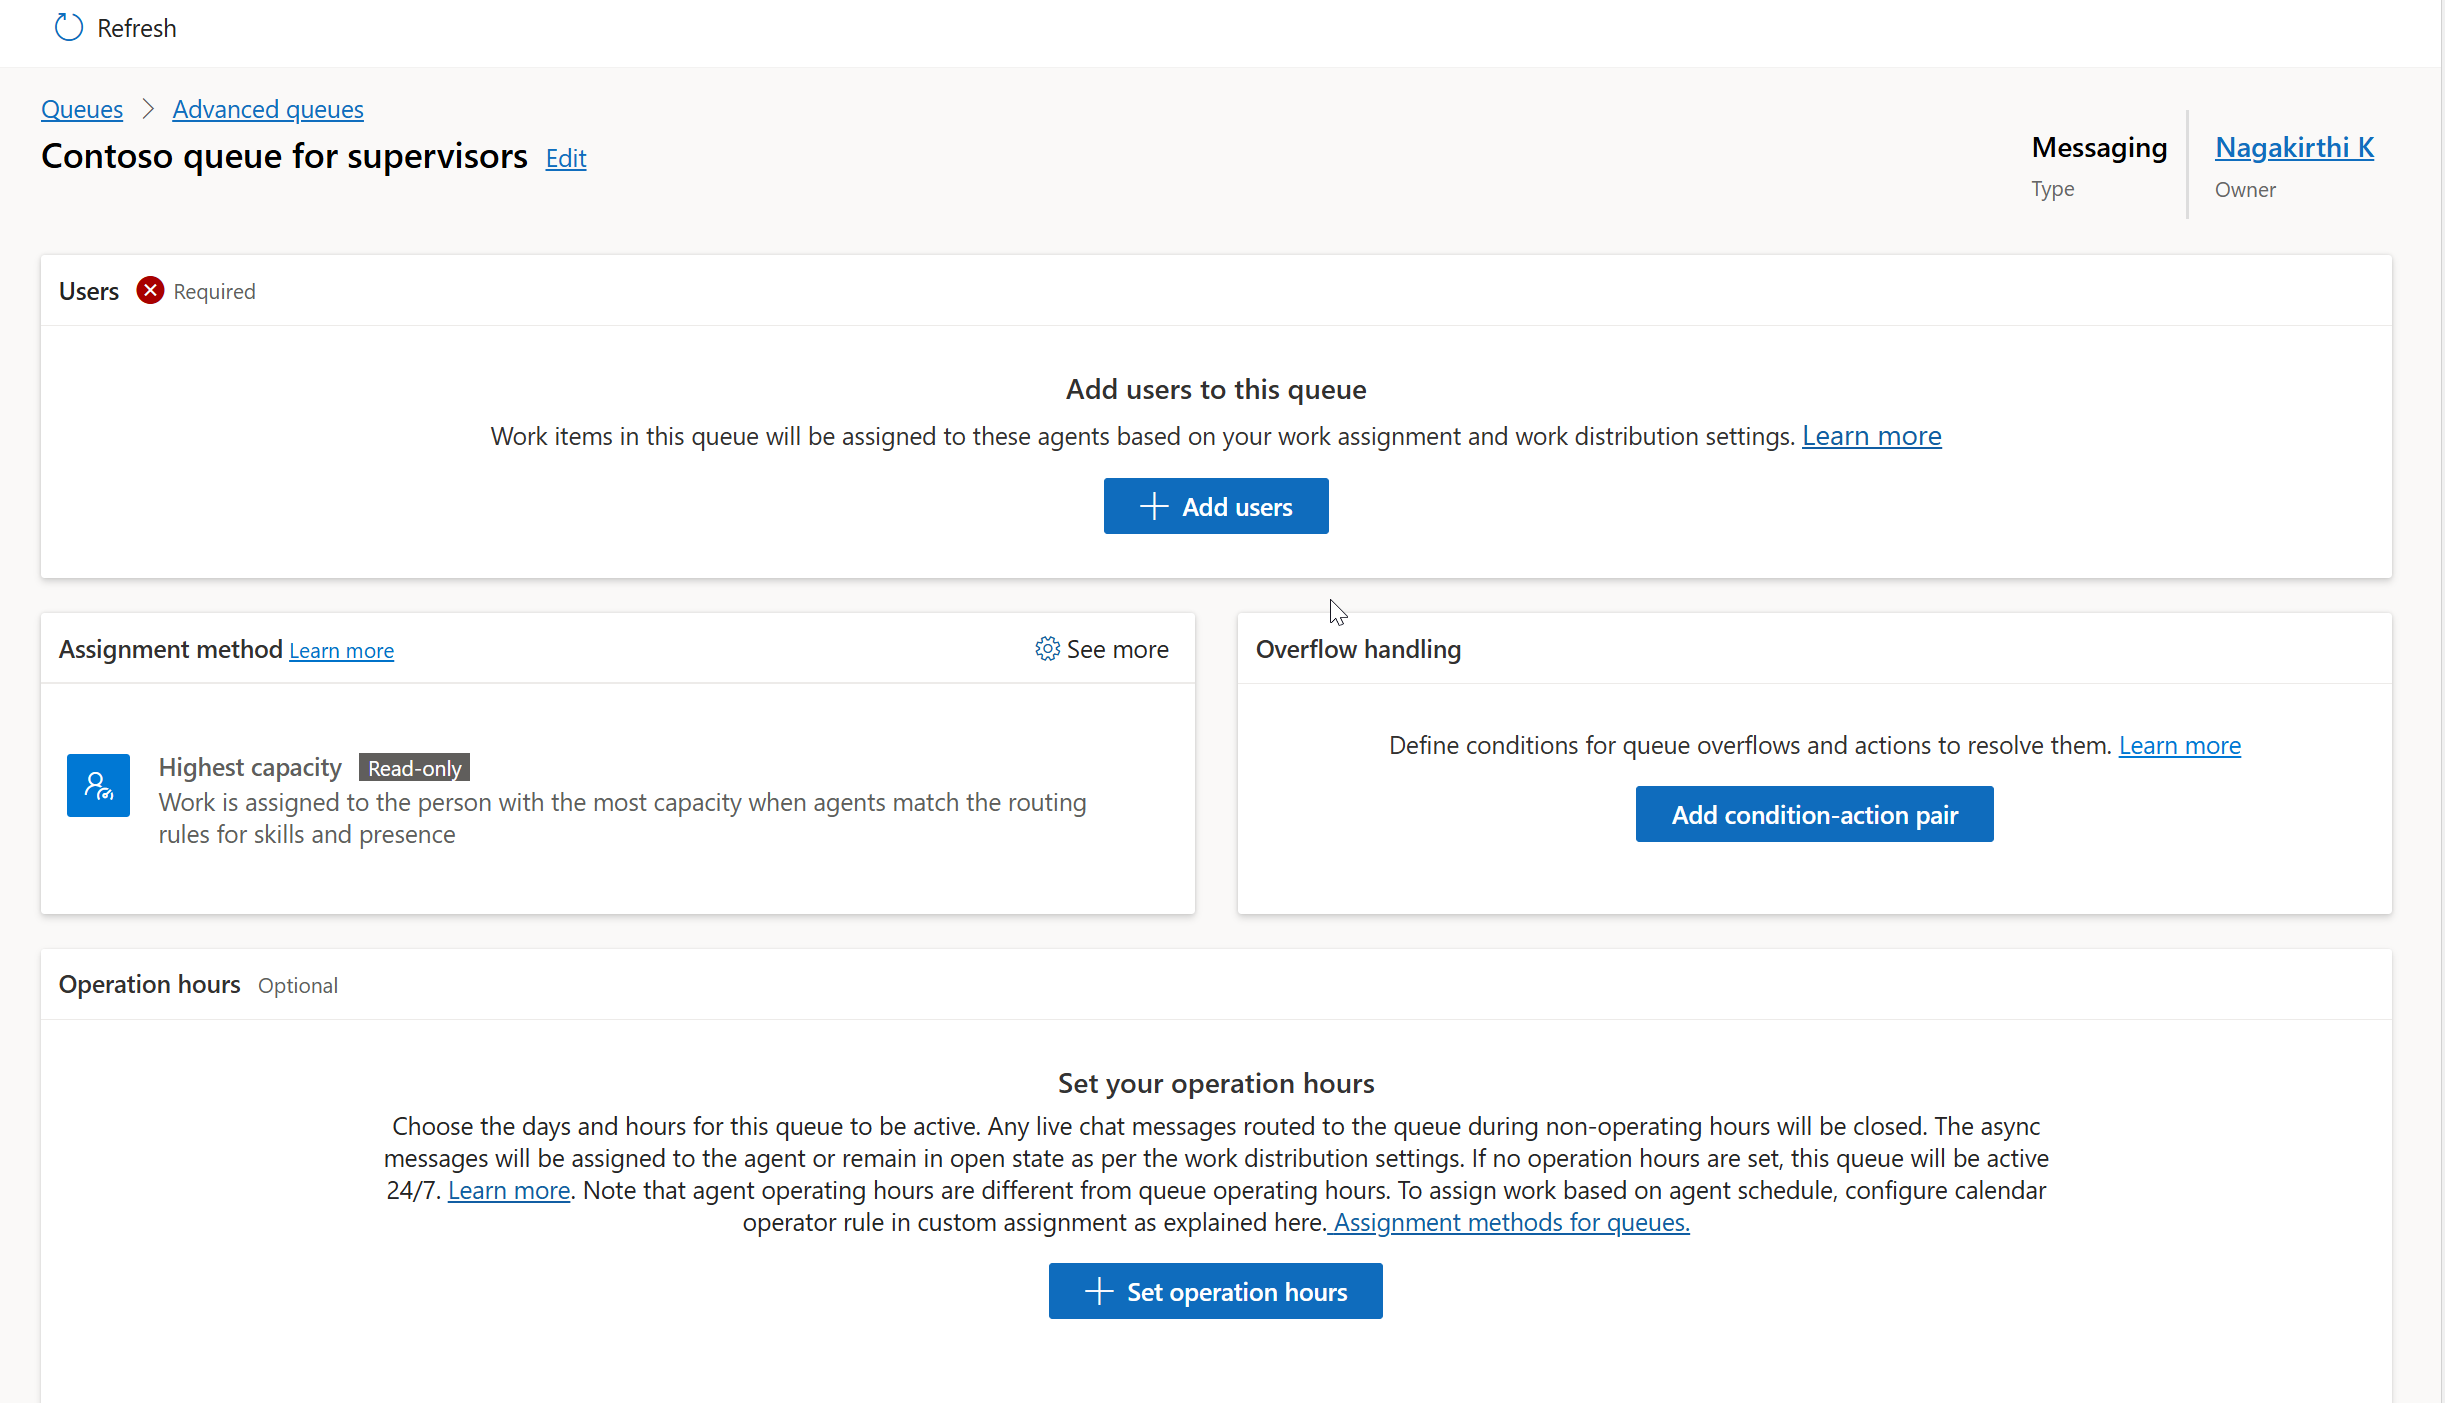 Refresh
Queues > Advanced queues
Contoso queue for supervisors Edit
Messaging
Type
Nagakirthi K
Owner
Users Required
Add users to this queue
Work items in this queue will be assigned to these agents based on your work assignment and work distribution settings. Learn more
Add users
Assignment method Learn more
See more
Highest capacity Read-only
Work is assigned to the person with the most capacity when agents match the routing
rules for skills and presence
Overflow handling
Define conditions for queue overflows and actions to resolve them. Learn more
Add condition-action pair
Operation hours Optional
Set your operation hours
Choose the days and hours for this queue to be active. Any live chat messages routed to the queue during non-operating hours will be closed. The async
messages will be assigned to the agent or remain in open state as per the work distribution settings. If no operation hours are set, this queue will be active
24/7. Learn more. Note that agent operating hours are different from queue operating hours. To assign work based on agent schedule, configure calendar
operator rule in custom assignment as explained here. Assignment methods for queues.
Set operation hours